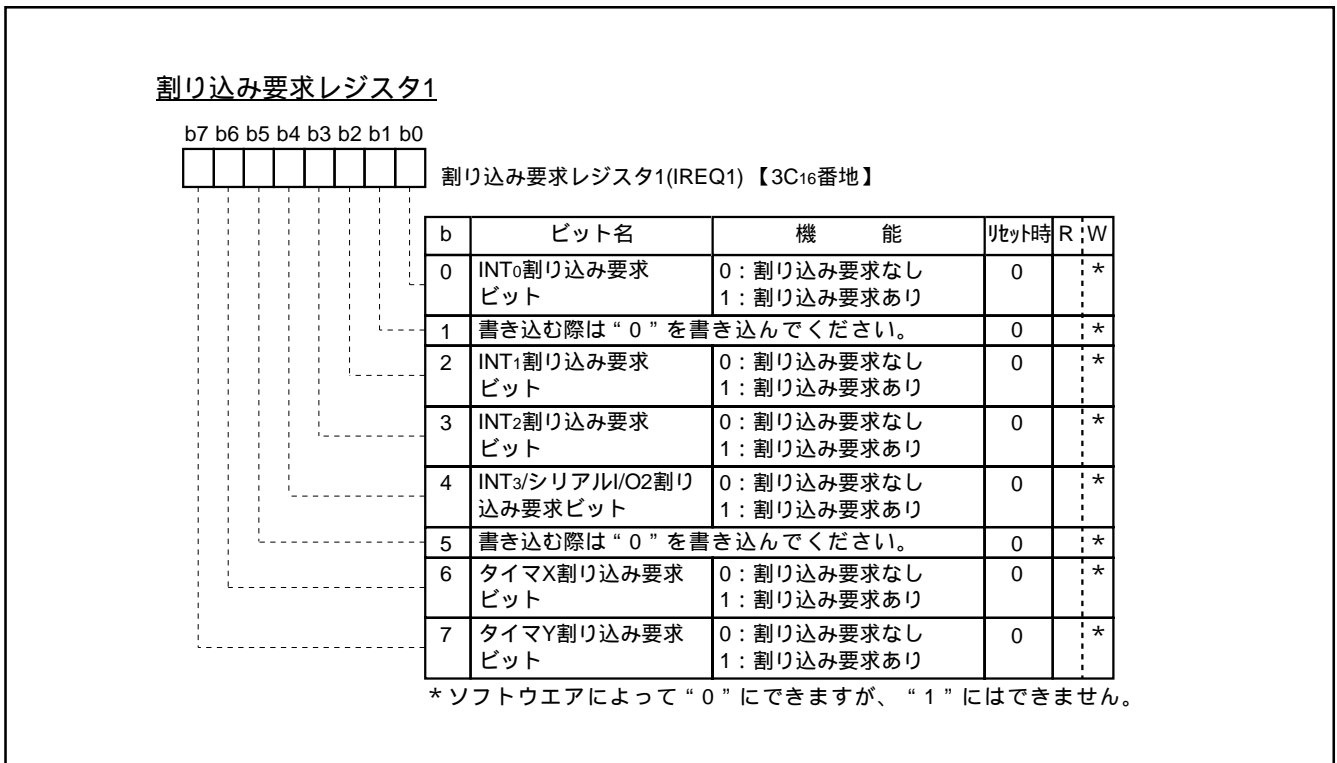 割り込み要求レジスタ1
b7 b6 b5 b4 b3 b2 b1 b0
割り込み要求レジスタ1(IREQ1)【3C16番地】
b ビット名 機 能 リセット時 R W
0 INT0割り込み要求 0：割り込み要求なし 0 *
ビット 1：割り込み要求あり
1 書き込む際は“0”を書き込んでください。 0 *
2 INT1割り込み要求 0：割り込み要求なし 0 *
ビット 1：割り込み要求あり
3 INT2割り込み要求 0：割り込み要求なし 0 *
ビット 1：割り込み要求あり
4 INT3/シリアルI/O2割り 0：割り込み要求なし 0 *
込み要求ビット 1：割り込み要求あり
5 書き込む際は“0”を書き込んでください。 0 *
6 タイマX割り込み要求 0：割り込み要求なし 0 *
ビット 1：割り込み要求あり
7 タイマY割り込み要求 0：割り込み要求なし 0 *
ビット 1：割り込み要求あり
*ソフトウエアによって“0”にできますが、“1”にはできません。